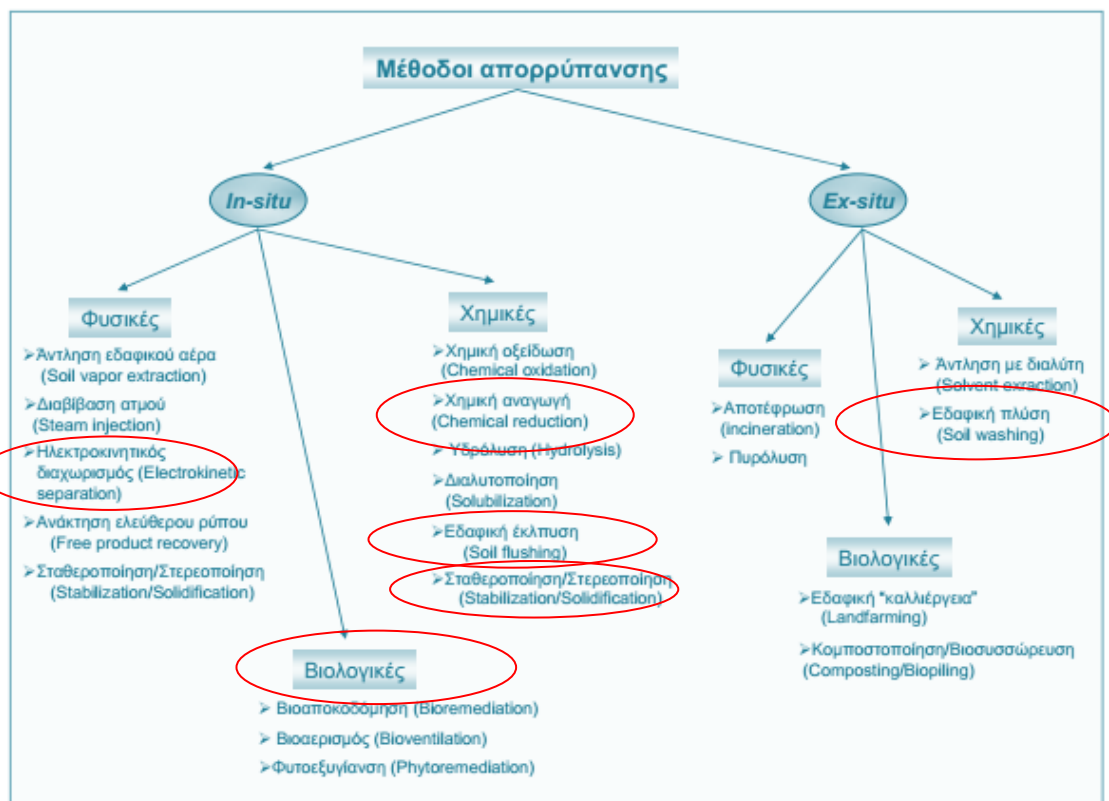 Μέθοδοι απορρύπανσης
In-situ
Ex-situ
Φυσικές
➢Άντληση εδαφικού αέρα
(Soil vapor extraction)
➢Διαβίβαση ατμού
(Steam injection)
➢Ηλεκτροκινητικός
διαχωρισμός (Electrokinetic
separation)
➢Ανάκτηση ελεύθερου ρύπου
(Free product recovery)
➢Σταθεροποίηση/Στερεοποίηση
(Stabilization/Solidification)
Χημικές
➢Χημική οξείδωση
(Chemical oxidation)
➢Χημική αναγωγή
(Chemical reduction)
➢Υδρόλυση (Hydrolysis)
➢Διαλυτοποίηση
(Solubilization)
➢Εδαφική έκλπυση
(Soil flushing)
➢Σταθεροποίηση/Στερεοποίηση
(Stabilization/Solidification)
Βιολογικές
➢ Βιοαποκοδόμηση (Bioremediation)
➢ Βιοαερισμός (Bioventilation)
➢Φυτοεξυγίανση (Phytoremediation)
Φυσικές
➢Αποτέφρωση
(incineration)
➢ Πυρόλυση
Χημικές
➢ Άντληση με διαλύτη
(Solvent exraction)
➢ Εδαφική πλύση
(Soil washing)
Βιολογικές
➢Εδαφική "καλλιέργεια"
(Landfarming)
➢Κομποστοποίηση/Βιοσυσσώρευση
(Composting/Biopiling)